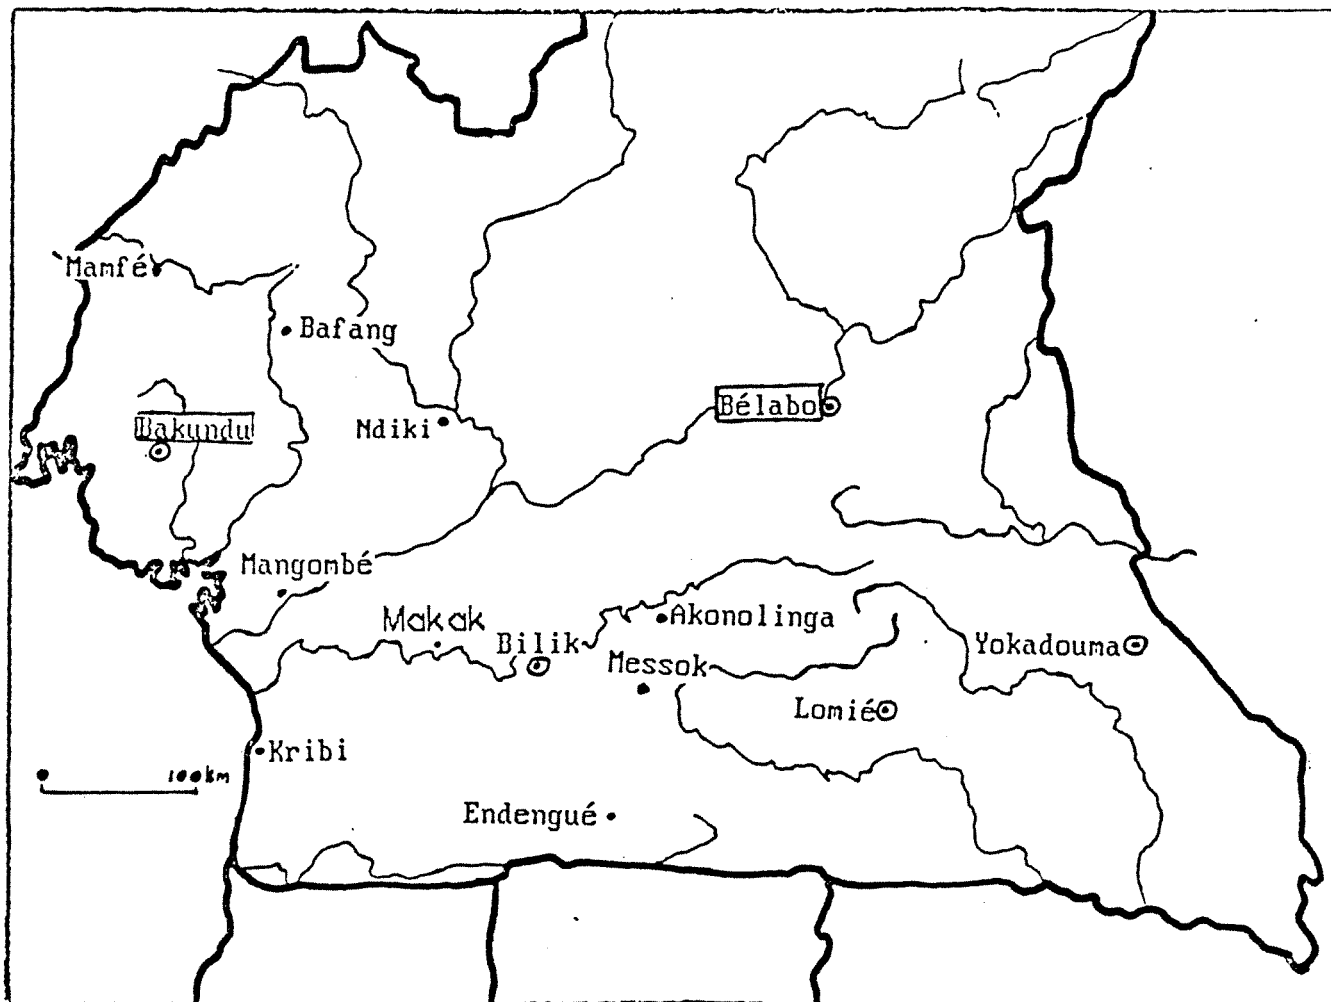 Mamfé
Bafang
Bélabo
Bakundu
Ndiki
Mangombé
Makak
Akonolinga
Bilik
Yokadouma
Messok
Lomié
Kribi
100km
Endengué